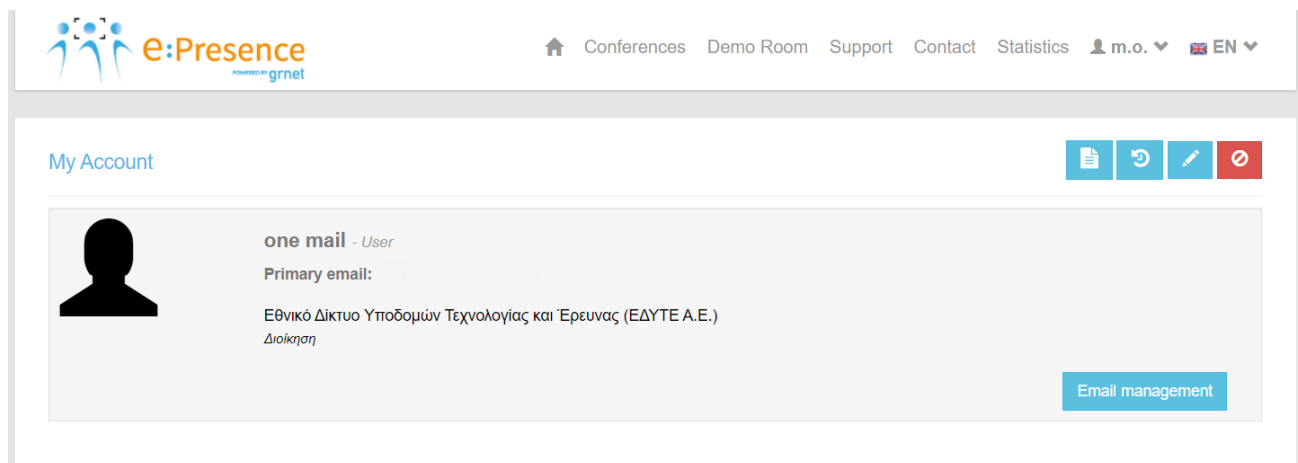 e:Presence
POWERED BY grnet
Conferences Demo Room Support Contact Statistics m.o. EN
My Account
one mail - User
Primary email:
Εθνικό Δίκτυο Υποδομών Τεχνολογίας και Έρευνας (ΕΔΥΤΕ Α.Ε.)
Διοίκηση
Email management